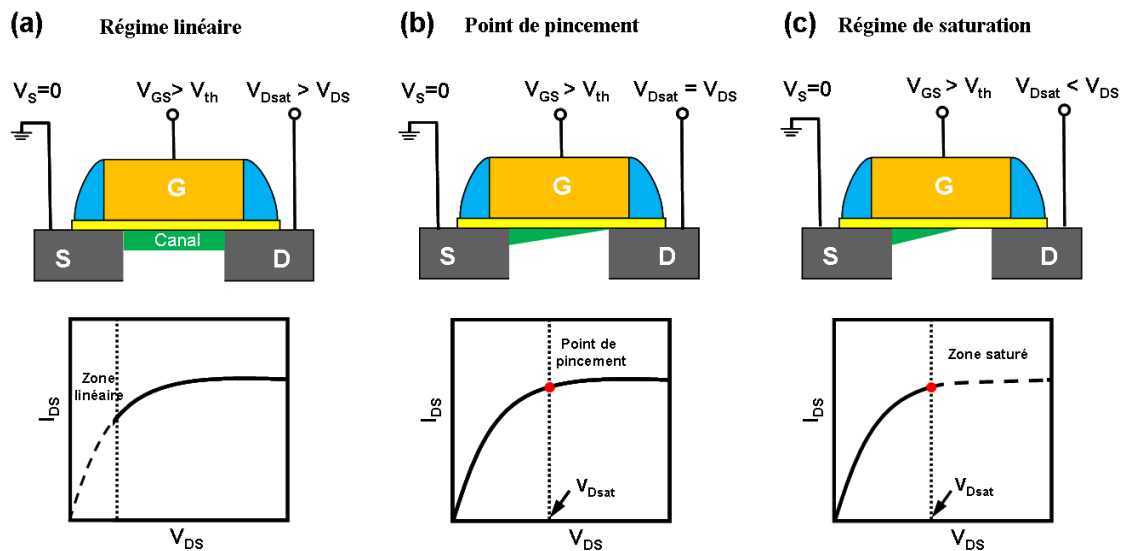 (a) Régime linéaire
V_S=0 V_GS> V_th V_Dsat > V_DS
G
Canal
S D
Zone
linéaire
I_DS
V_DS
(b) Point de pincement
V_S=0 V_GS> V_th V_Dsat = V_DS
G
S D
Point de
pincement
I_DS
V_Dsat
V_DS
(c) Régime de saturation
V_S=0 V_GS> V_th V_Dsat < V_DS
G
S D
Zone saturé
I_DS
V_Dsat
V_DS